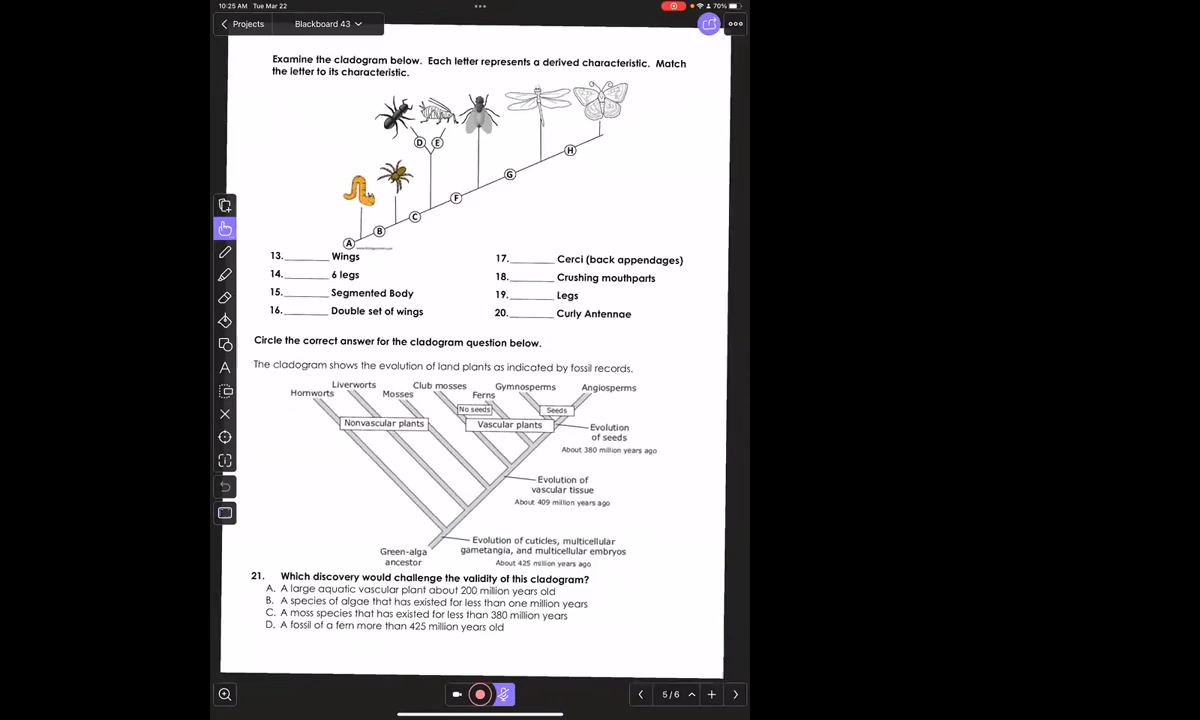 10:25 AM Tue Mar 22
70%
Projects
Blackboard 43
Examine the cladogram below. Each letter represents a derived characteristic. Match
the letter to its characteristic.
D E
H
G
F
C
B
A
13.______ Wings
14.______ 6 legs
15.______ Segmented Body
16.______ Double set of wings
17.______ Cerci (back appendages)
18.______ Crushing mouthparts
19.______ Legs
20.______ Curly Antennae
Circle the correct answer for the cladogram question below.
The cladogram shows the evolution of land plants as indicated by fossil records.
Hornworts
Liverworts
Mosses
Club mosses
Ferns
Gymnosperms
Angiosperms
No seeds
Seeds
Nonvascular plants
Vascular plants
Evolution
of seeds
About 380 million years ago
Evolution of
vascular tissue
About 409 million years ago
Evolution of cuticles, multicellular
gametangia, and multicellular embryos
About 425 million years ago
Green-alga
ancestor
21. Which discovery would challenge the validity of this cladogram?
A. A large aquatic vascular plant about 200 million years old
B. A species of algae that has existed for less than one million years
C. A moss species that has existed for less than 380 million years
D. A fossil of a fern more than 425 million years old
5/6